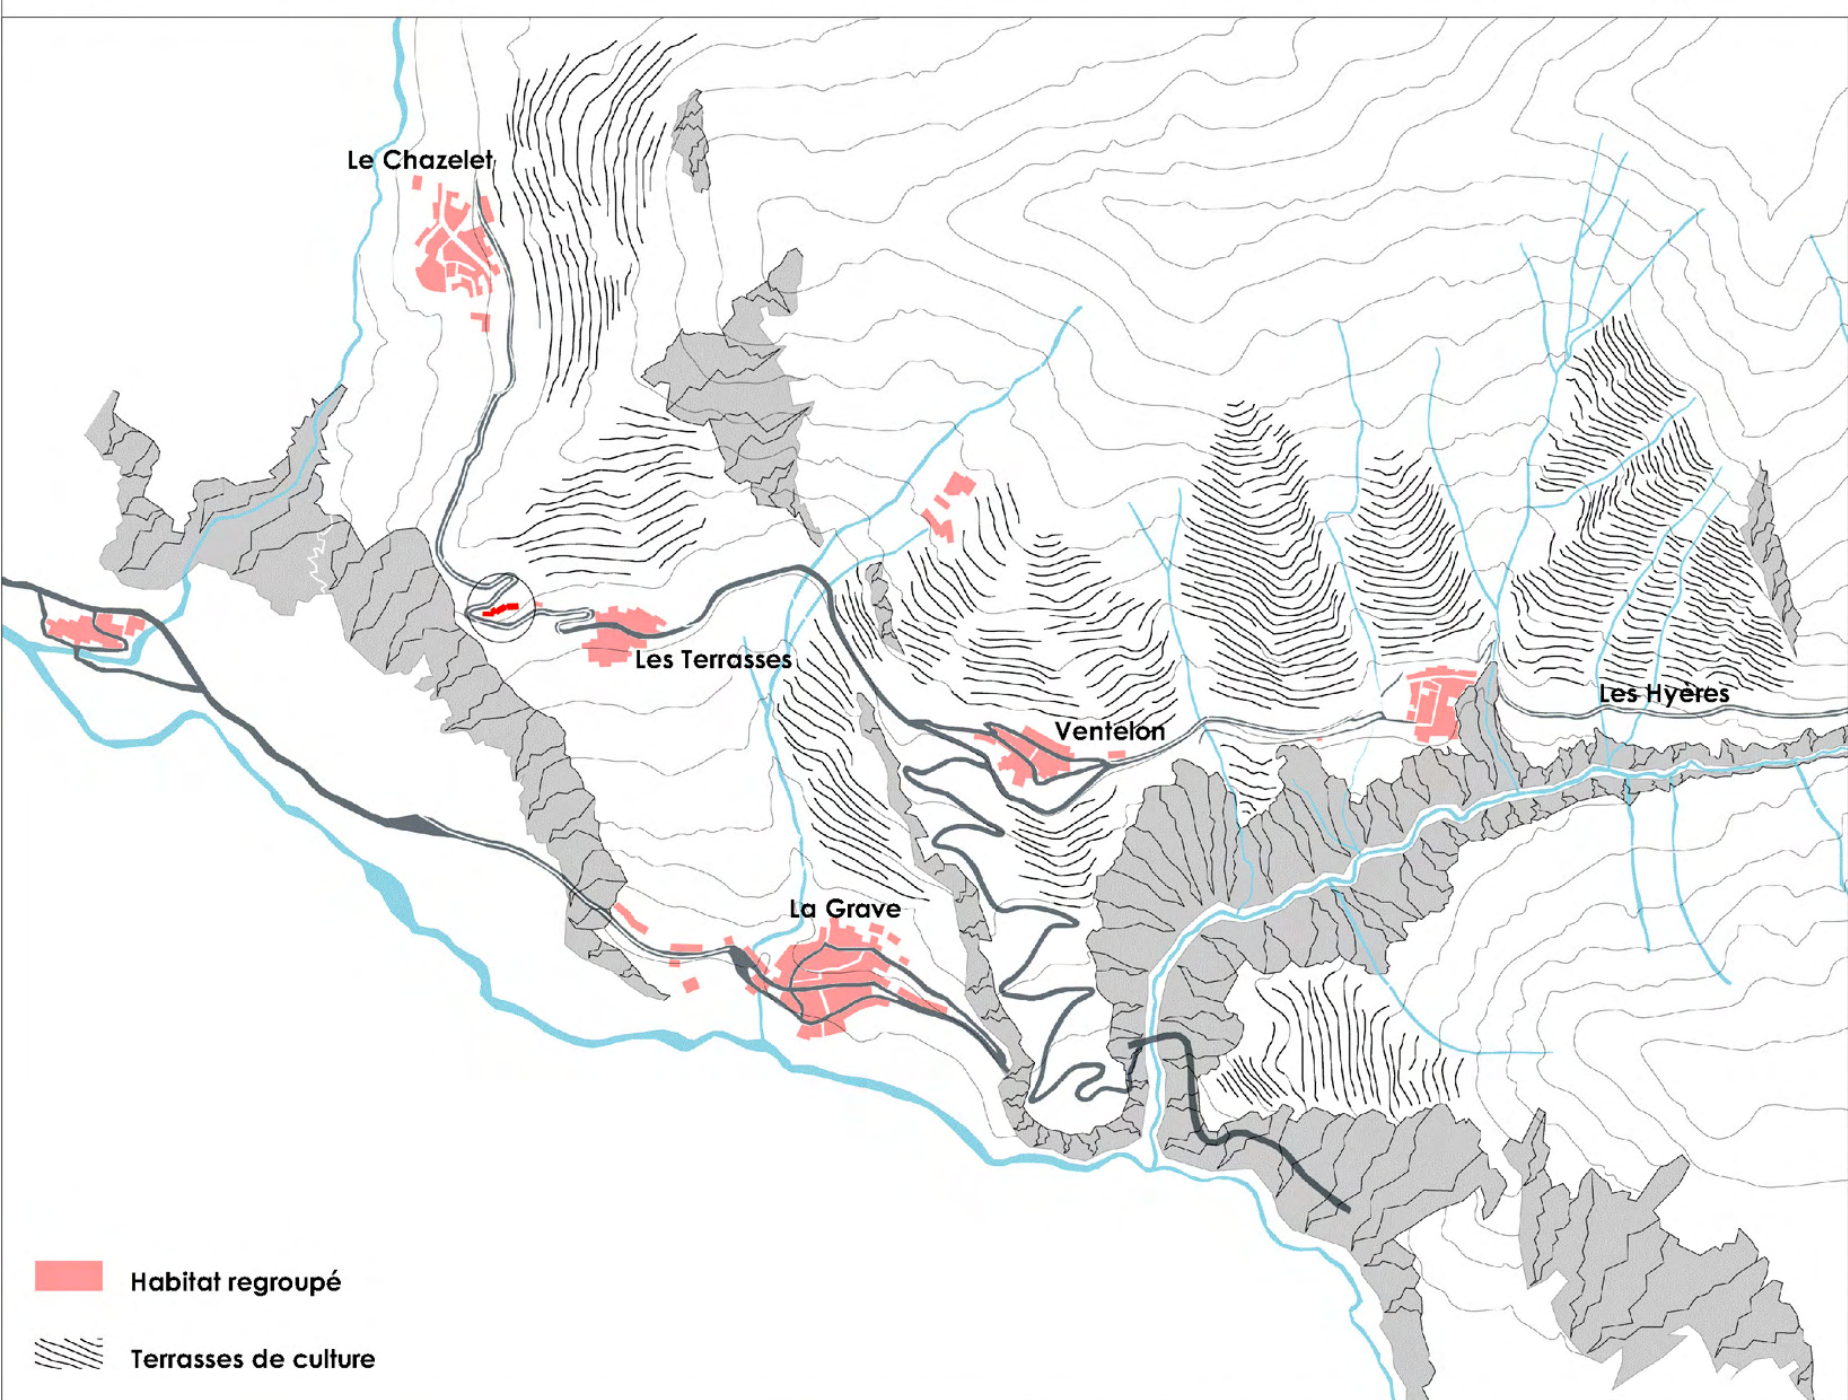 Le Chazelet
Les Terrasses
Les Hyères
Ventelon
La Grave
Habitat regroupé
Terrasses de culture